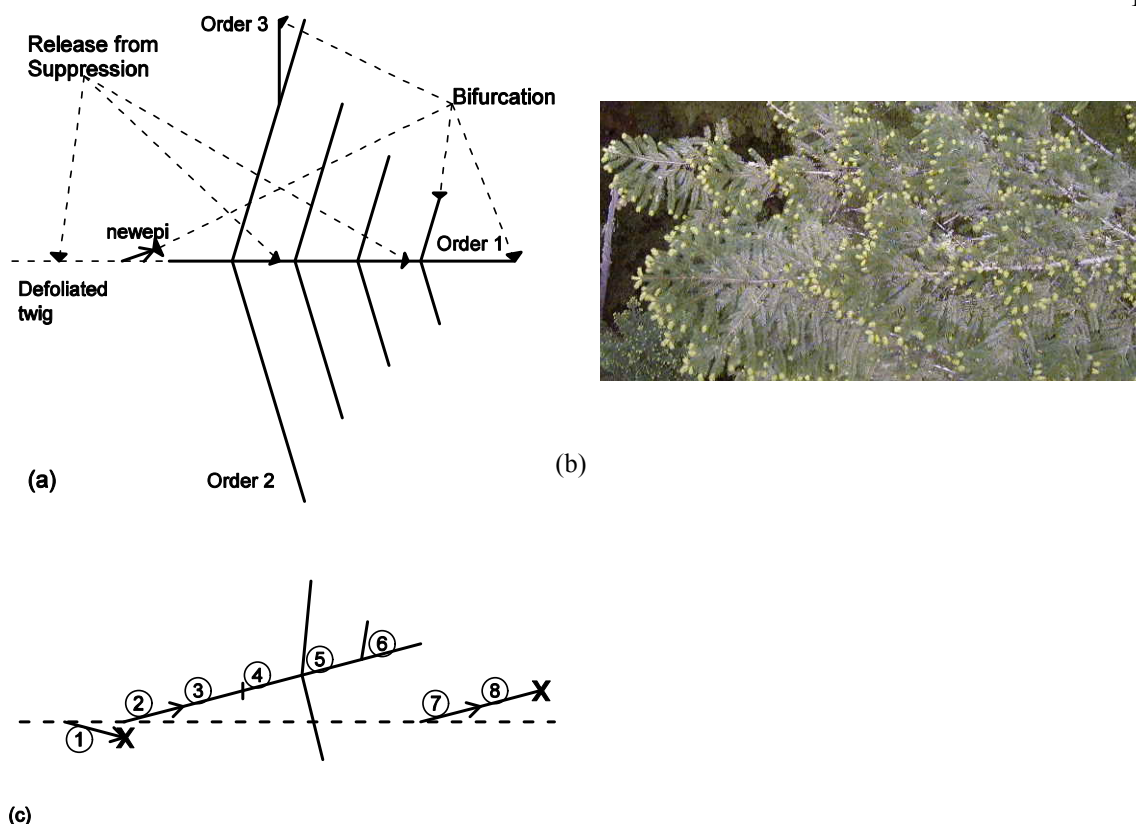 Order 3
Release from
Suppression
Bifurcation
newepi
Order 1
Defoliated
twig
(a)
Order 2
(b)
1
2
3
4
5
6
7
8
X
X
(c)